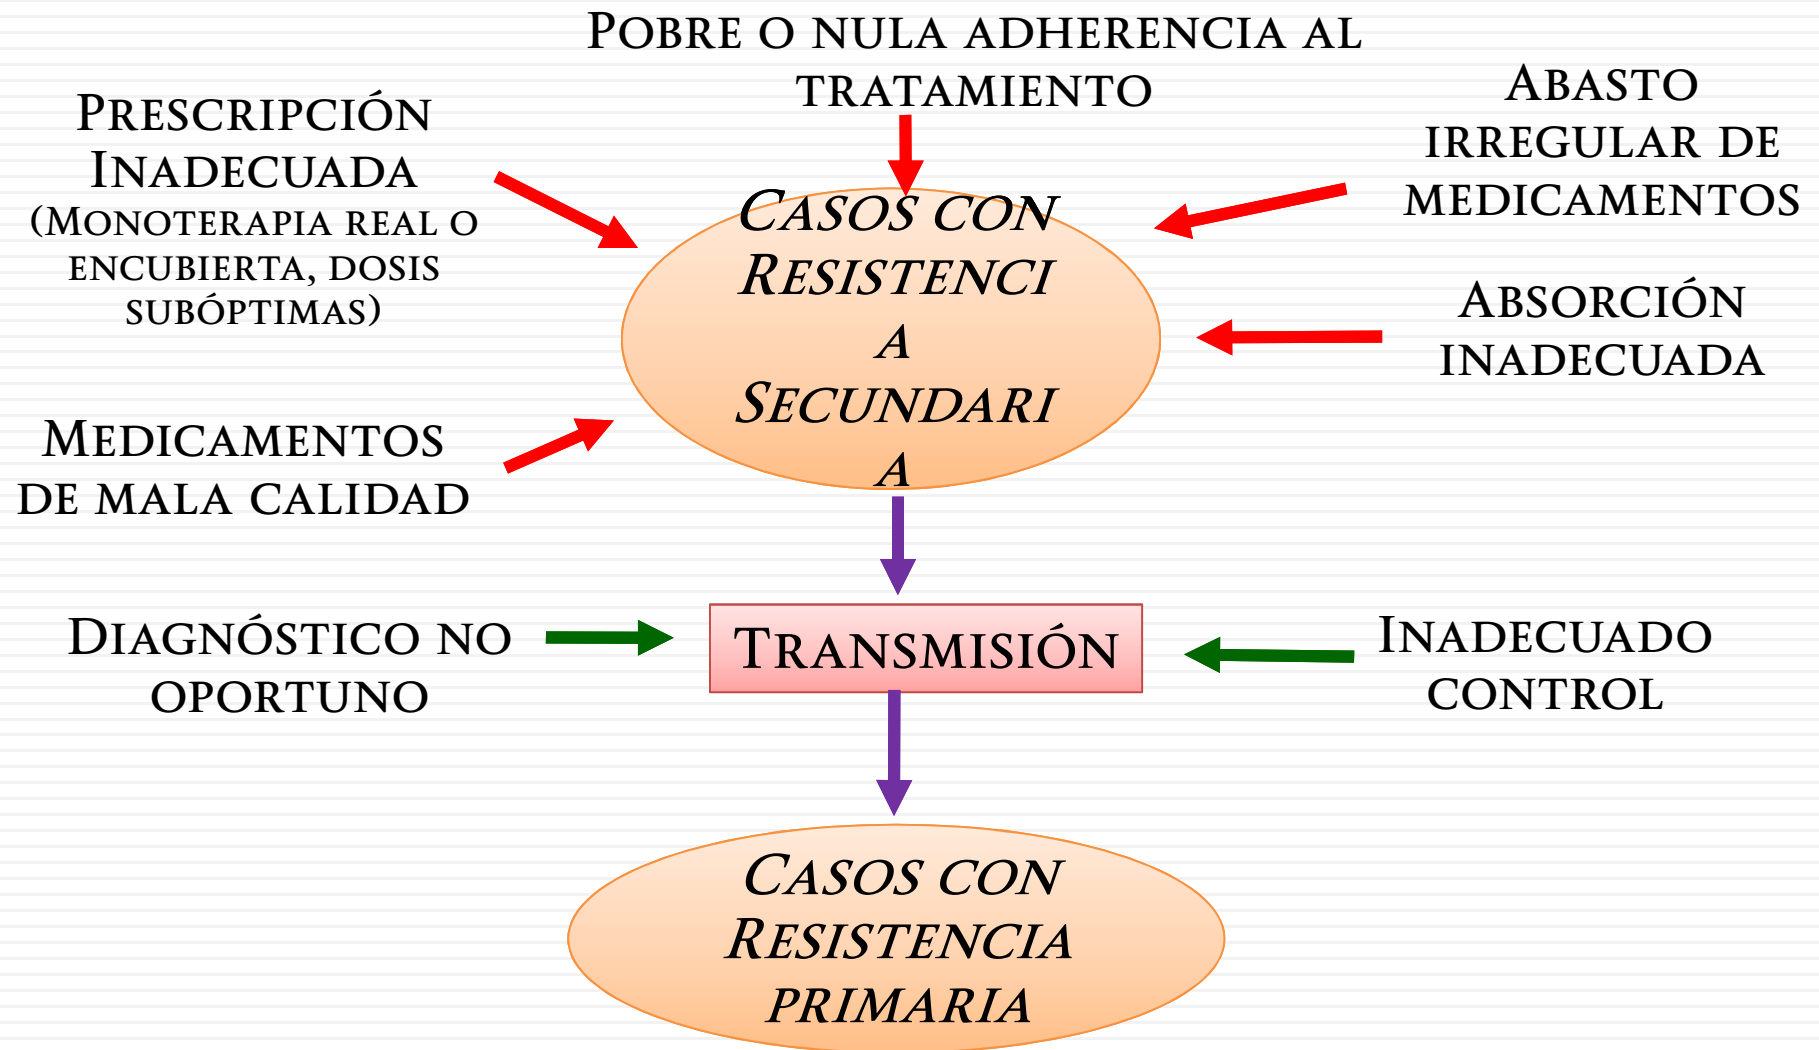 Pobre o nula adherencia al
tratamiento
Prescripción
Inadecuada
(Monoterapia real o
encubierta, dosis
subóptimas)
Abasto
irregular de
medicamentos
Casos con
Resistenci
a
Secundari
a
Absorción
inadecuada
Medicamentos
de mala calidad
Diagnóstico no
oportuno
Transmisión
Inadecuado
control
Casos con
Resistencia
primaria